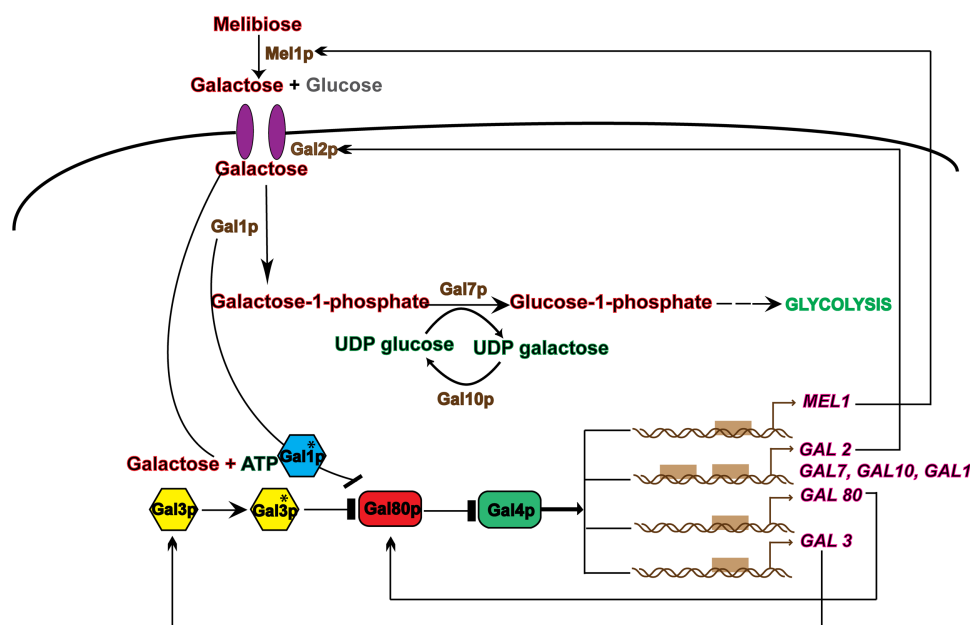 Melibiose
Mel1p
Galactose + Glucose
Gal2p
Galactose
Gal1p
Galactose-1-phosphate
Gal7p
Glucose-1-phosphate
GLYCOLYSIS
UDP glucose
UDP galactose
Gal10p
MEL1
GAL 2
GAL7, GAL10, GAL1
GAL 80
GAL 3
Galactose + ATP
*
Gal1p
Gal3p
*
Gal3p
Gal80p
Gal4p